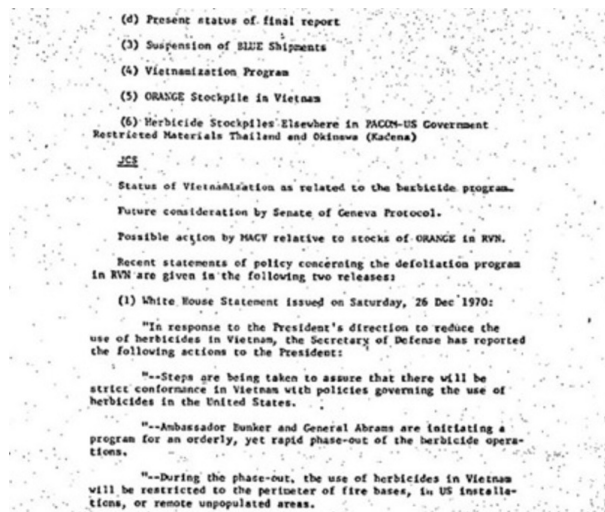 (d) Present status of final report
(3) Suspension of BLUE Shipments
(4) Vietnamization Program
(5) ORANGE Stockpile in Vietnam
(6) Herbicide Stockpiles Elsewhere in PACOM-US Government
Restricted Materials Thailand and Okinawa (Kadena)
JCS
Status of Vietnamization as related to the herbicide program.
Future consideration by Senate of Geneva Protocol.
Possible action by MACV relative to stocks of ORANGE in RVN.
Recent statements of policy concerning the defoliation program
in RVN are given in the following two releases:
(1) White House Statement issued on Saturday, 26 Dec 1970:
"In response to the President's direction to reduce the
use of herbicides in Vietnam, the Secretary of Defense has reported
the following actions to the President:
"--Steps are being taken to assure that there will be
strict conformance in Vietnam with policies governing the use of
herbicides in the United States.
"--Ambassador Bunker and General Abrams are initiating a
program for an orderly, yet rapid phase-out of the herbicide opera-
tions.
"--During the phase-out, the use of herbicides in Vietnam
will be restricted to the perimeter of fire bases, in US installa-
tions, or remote unpopulated areas.